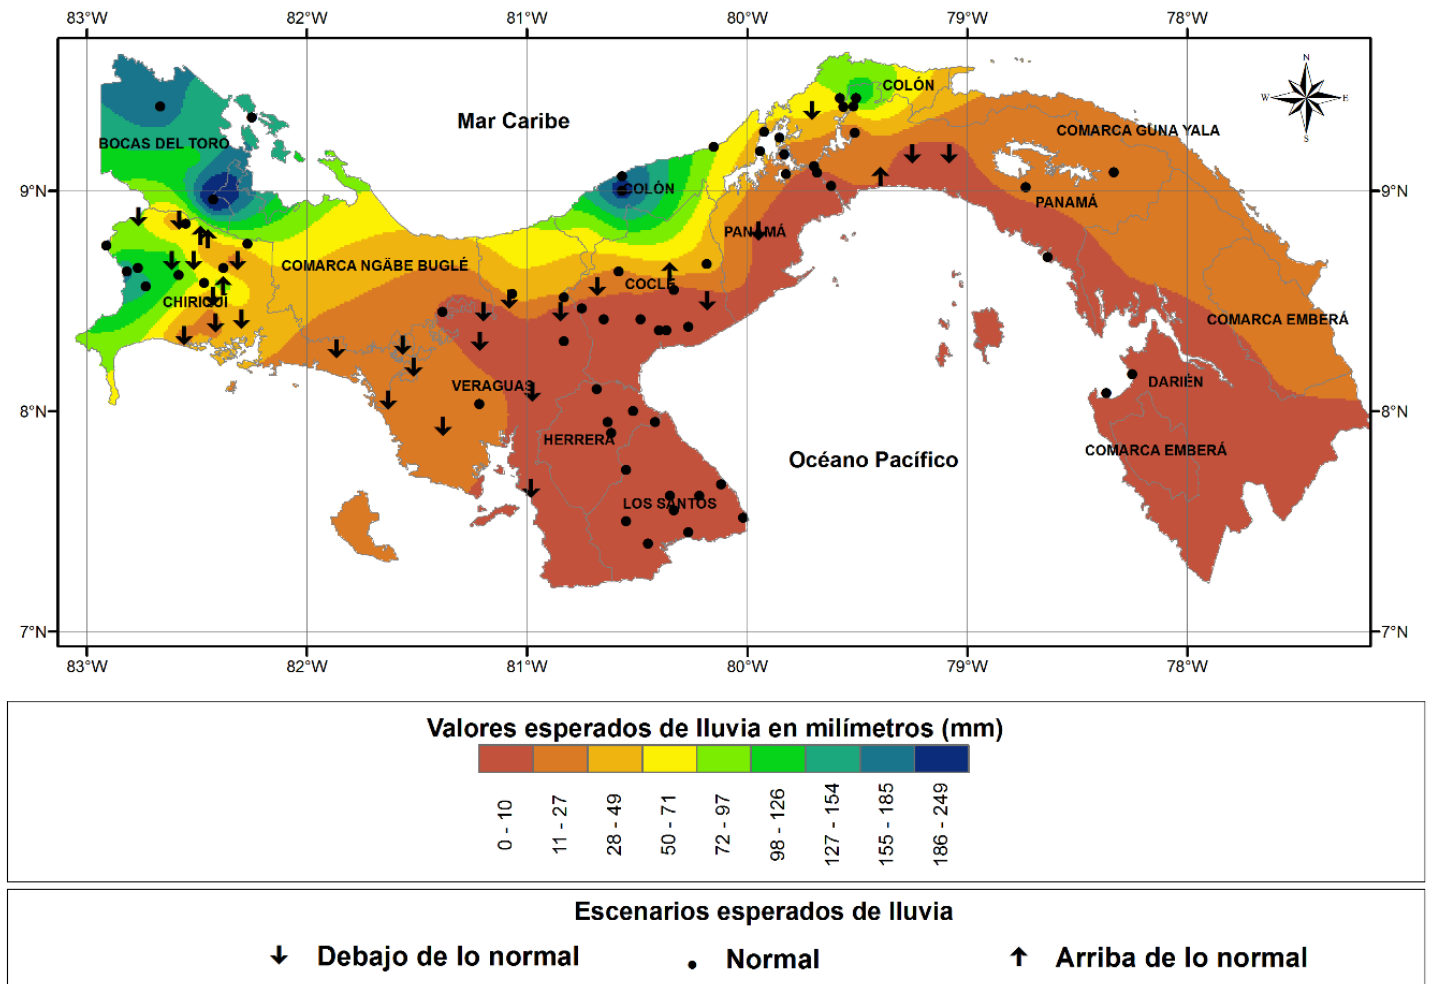 83°W 82°W 81°W 80°W 79°W 78°W
N
W E
S
COLÓN
Mar Caribe
COMARCA GUNA YALA
BOCAS DEL TORO
9°N 9°N
COLÓN
PANAMÁ
PANAMÁ
COMARCA NGÄBE BUGLÉ
COCLÉ
CHIRIQUÍ
COMARCA EMBERÁ
VERAGUAS
DARIÉN
8°N 8°N
HERRERA
COMARCA EMBERÁ
Océano Pacífico
LOS SANTOS
7°N 7°N
83°W 82°W 81°W 80°W 79°W 78°W
Valores esperados de lluvia en milímetros (mm)
0 - 10
11 - 27
28 - 49
50 - 71
72 - 97
98 - 126
127 - 154
155 - 185
186 - 249
Escenarios esperados de lluvia
Debajo de lo normal Normal Arriba de lo normal